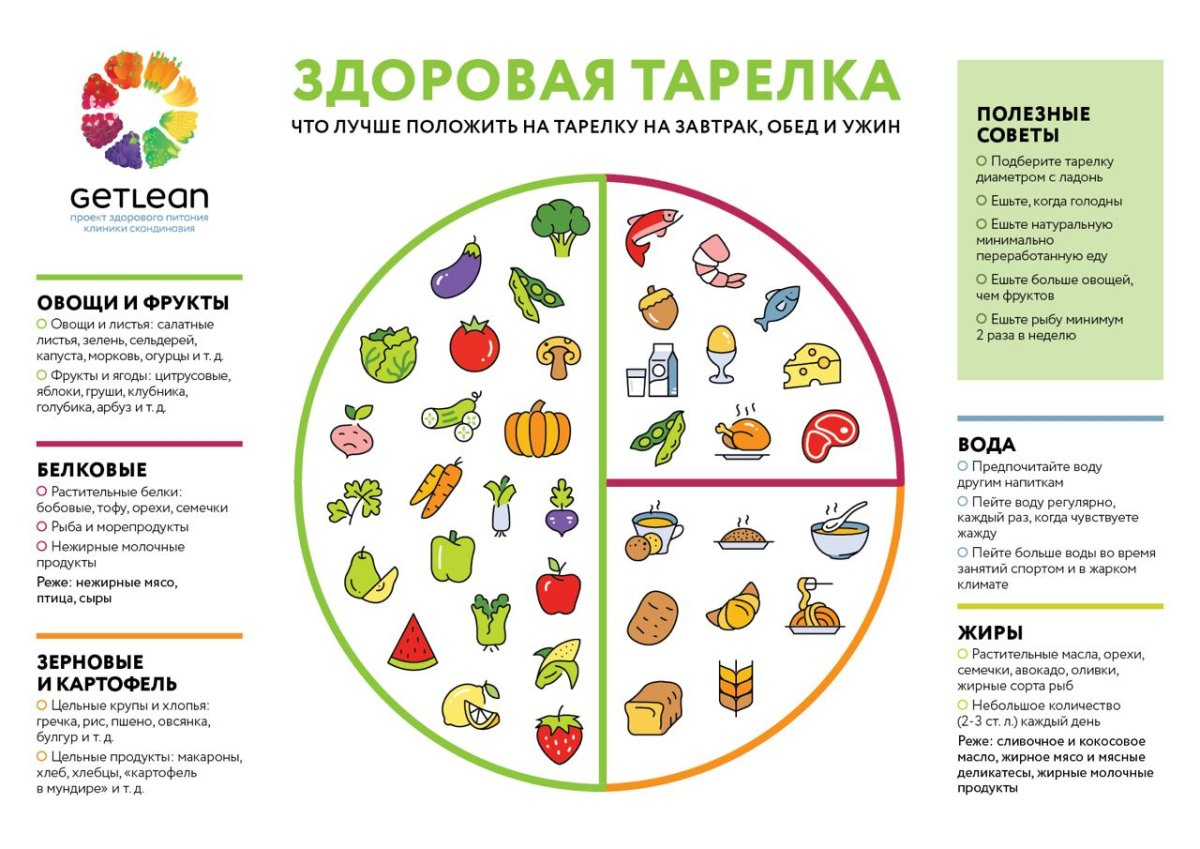 GETLEAN
проект здорового питания
клиники скандинавия
ЗДОРОВАЯ ТАРЕЛКА
ЧТО ЛУЧШЕ ПОЛОЖИТЬ НА ТАРЕЛКУ НА ЗАВТРАК, ОБЕД И УЖИН
ОВОЩИ И ФРУКТЫ
Овощи и листья: салатные
листья, зелень, сельдерей,
капуста, морковь, огурцы и т. д.
Фрукты и ягоды: цитрусовые,
яблоки, груши, клубника,
голубика, арбуз и т. д.
БЕЛКОВЫЕ
Растительные белки:
бобовые, тофу, орехи, семечки
Рыба и морепродукты
Нежирные молочные
продукты
Реже: нежирные мясо,
птица, сыры
ЗЕРНОВЫЕ
И КАРТОФЕЛЬ
Цельные крупы и хлопья:
гречка, рис, пшено, овсянка,
булгур и т. д.
Цельные продукты: макароны,
хлеб, хлебцы, «картофель
в мундире» и т. д.
ПОЛЕЗНЫЕ
СОВЕТЫ
Подберите тарелку
диаметром с ладонь
Ешьте, когда голодны
Ешьте натуральную
минимально
переработанную еду
Ешьте больше овощей,
чем фруктов
Ешьте рыбу минимум
2 раза в неделю
ВОДА
Предпочитайте воду
другим напиткам
Пейте воду регулярно,
каждый раз, когда чувствуете
жажду
Пейте больше воды во время
занятий спортом и в жарком
климате
ЖИРЫ
Растительные масла, орехи,
семечки, авокадо, оливки,
жирные сорта рыб
Небольшое количество
(2-3 ст. л.) каждый день
Реже: сливочное и кокосовое
масло, жирное мясо и мясные
деликатесы, жирные молочные
продукты